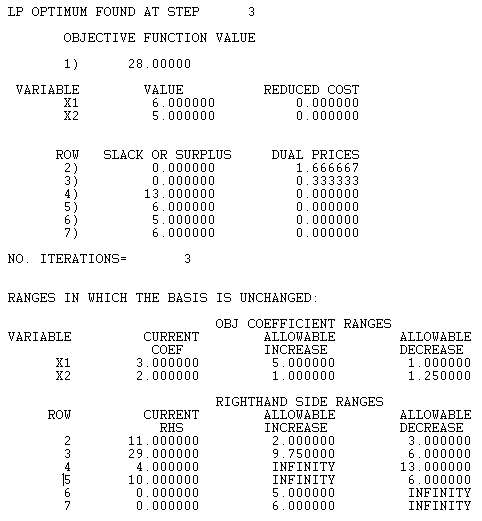 LP OPTIMUM FOUND AT STEP 3
OBJECTIVE FUNCTION VALUE
1) 28.00000
VARIABLE VALUE REDUCED COST
X1 6.000000 0.000000
X2 5.000000 0.000000
ROW SLACK OR SURPLUS DUAL PRICES
2) 0.000000 1.666667
3) 0.000000 0.333333
4) 13.000000 0.000000
5) 6.000000 0.000000
6) 5.000000 0.000000
7) 6.000000 0.000000
NO. ITERATIONS= 3
RANGES IN WHICH THE BASIS IS UNCHANGED:
OBJ COEFFICIENT RANGES
VARIABLE CURRENT ALLOWABLE ALLOWABLE
COEF INCREASE DECREASE
X1 3.000000 5.000000 1.000000
X2 2.000000 1.000000 1.250000
RIGHTHAND SIDE RANGES
ROW CURRENT ALLOWABLE ALLOWABLE
RHS INCREASE DECREASE
2 11.000000 2.000000 3.000000
3 29.000000 9.750000 6.000000
4 4.000000 INFINITY 13.000000
5 10.000000 INFINITY 6.000000
6 0.000000 5.000000 INFINITY
7 0.000000 6.000000 INFINITY